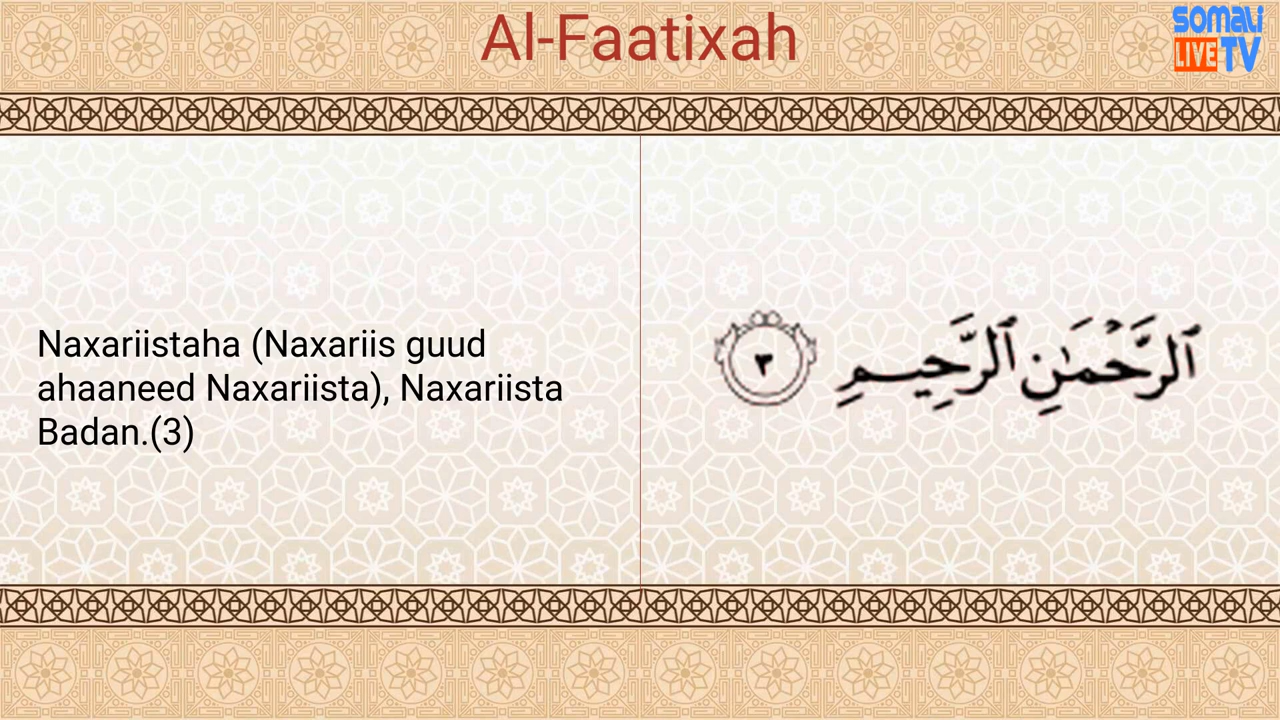 Al-Faatixah
SOMALI
LIVE TV
Naxariistaha (Naxariis guud
ahaaneed Naxariista), Naxariista
Badan.(3)
ٱلرَّحْمَٰنِ ٱلرَّحِيمِ ٣